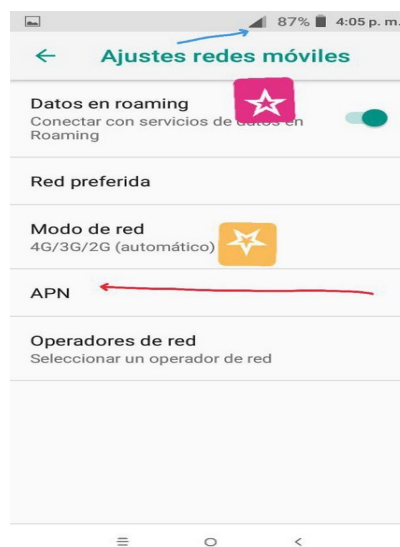 87% 4:05 p. m.
Ajustes redes móviles
Datos en roaming
Conectar con servicios de datos en
Roaming
Red preferida
Modo de red
4G/3G/2G (automático)
APN
Operadores de red
Seleccionar un operador de red